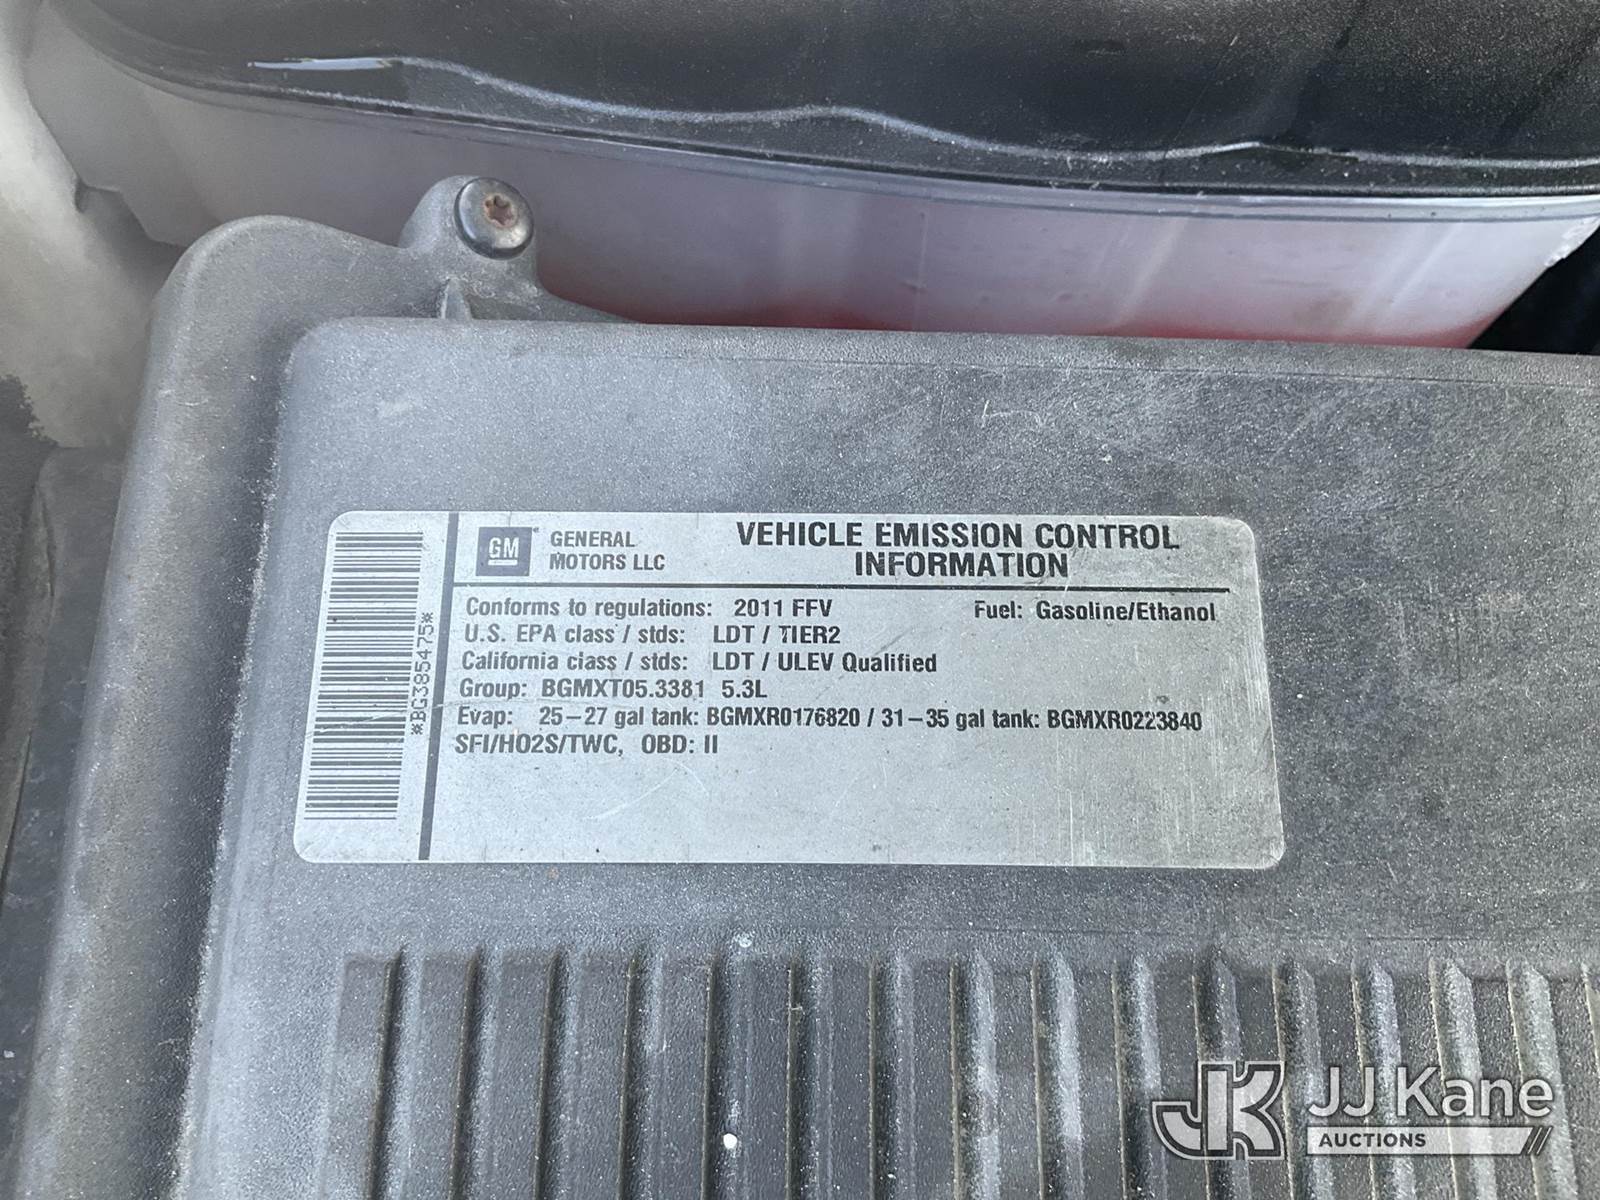 *BG385475*
GM
GENERAL
MOTORS LLC
VEHICLE EMISSION CONTROL
INFORMATION
Conforms to regulations: 2011 FFV
Fuel: Gasoline/Ethanol
U.S. EPA class / stds: LDT / TIER2
California class / stds: LDT / ULEV Qualified
Group: BGMXT05.3381 5.3L
Evap: 25–27 gal tank: BGMXR0176820 / 31–35 gal tank: BGMXR0223840
SFI/HO2S/TWC, OBD: II
JK JJ Kane
AUCTIONS